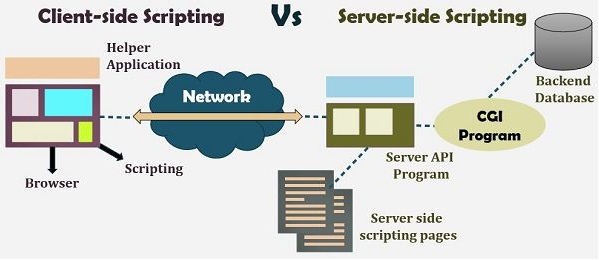 Client-side Scripting Vs Server-side Scripting
Helper
Application
Network
Backend
Database
CGI
Program
Server API
Program
Scripting
Browser
Server side
scripting pages